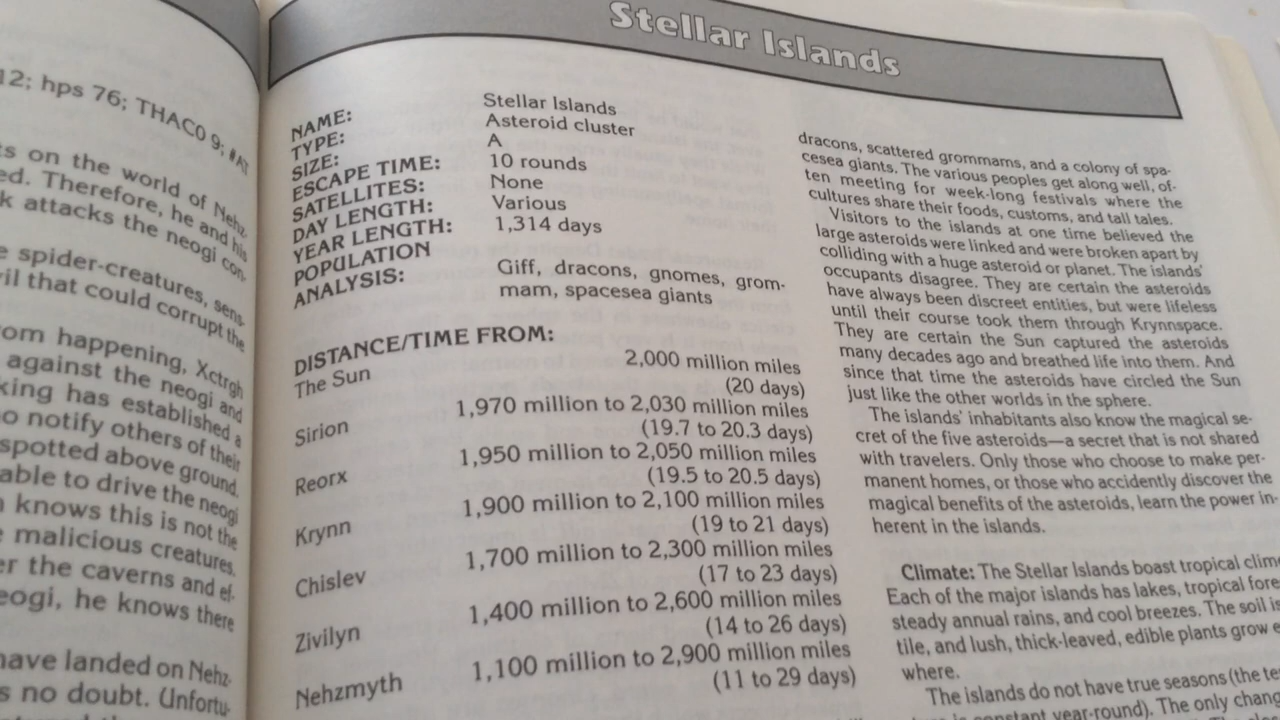 12; hps 76; THAC0 9; #AT
on the world of Nehz-
Therefore, he and his
attacks the neogi con-
spider-creatures, sens-
that could corrupt the
happening, Xctrgh
against the neogi and
king has established a
notify others of their
spotted above ground.
able to drive the neogi
knows this is not the
malicious creatures.
the caverns and ef-
he knows there
have landed on Nehz-
no doubt. (Unfortu-
Stellar Islands
NAME: Stellar Islands
TYPE: Asteroid cluster
SIZE: A
ESCAPE TIME: 10 rounds
SATELLITES: None
DAY LENGTH: Various
YEAR LENGTH: 1,314 days
POPULATION
ANALYSIS: Giff, dracons, gnomes, grom-
mam, spacesea giants
DISTANCE/TIME FROM:
The Sun 2,000 million miles
(20 days)
Sirion 1,970 million to 2,030 million miles
(19.7 to 20.3 days)
Reorx 1,950 million to 2,050 million miles
(19.5 to 20.5 days)
Krynn 1,900 million to 2,100 million miles
(19 to 21 days)
Chislev 1,700 million to 2,300 million miles
(17 to 23 days)
Zivilyn 1,400 million to 2,600 million miles
(14 to 26 days)
Nehzmyth 1,100 million to 2,900 million miles
(11 to 29 days)
dracons, scattered grommams, and a colony of spa-
cesea giants. The various peoples get along well, of-
ten meeting for week-long festivals where the
cultures share their foods, customs, and tall tales.
Visitors to the islands at one time believed the
large asteroids were linked and were broken apart by
colliding with a huge asteroid or planet. The islands'
occupants disagree. They are certain the asteroids
have always been discreet entities, but were lifeless
until their course took them through Krynnspace.
They are certain the Sun captured the asteroids
many decades ago and breathed life into them. And
since that time the asteroids have circled the Sun
just like the other worlds in the sphere.
The islands' inhabitants also know the magical se-
cret of the five asteroids—a secret that is not shared
with travelers. Only those who choose to make per-
manent homes, or those who accidently discover the
magical benefits of the asteroids, learn the power in-
herent in the islands.
Climate: The Stellar Islands boast tropical clim
Each of the major islands has lakes, tropical fore
steady annual rains, and cool breezes. The soil is
tile, and lush, thick-leaved, edible plants grow e
where.
The islands do not have true seasons (the te
is constant year-round). The only chang